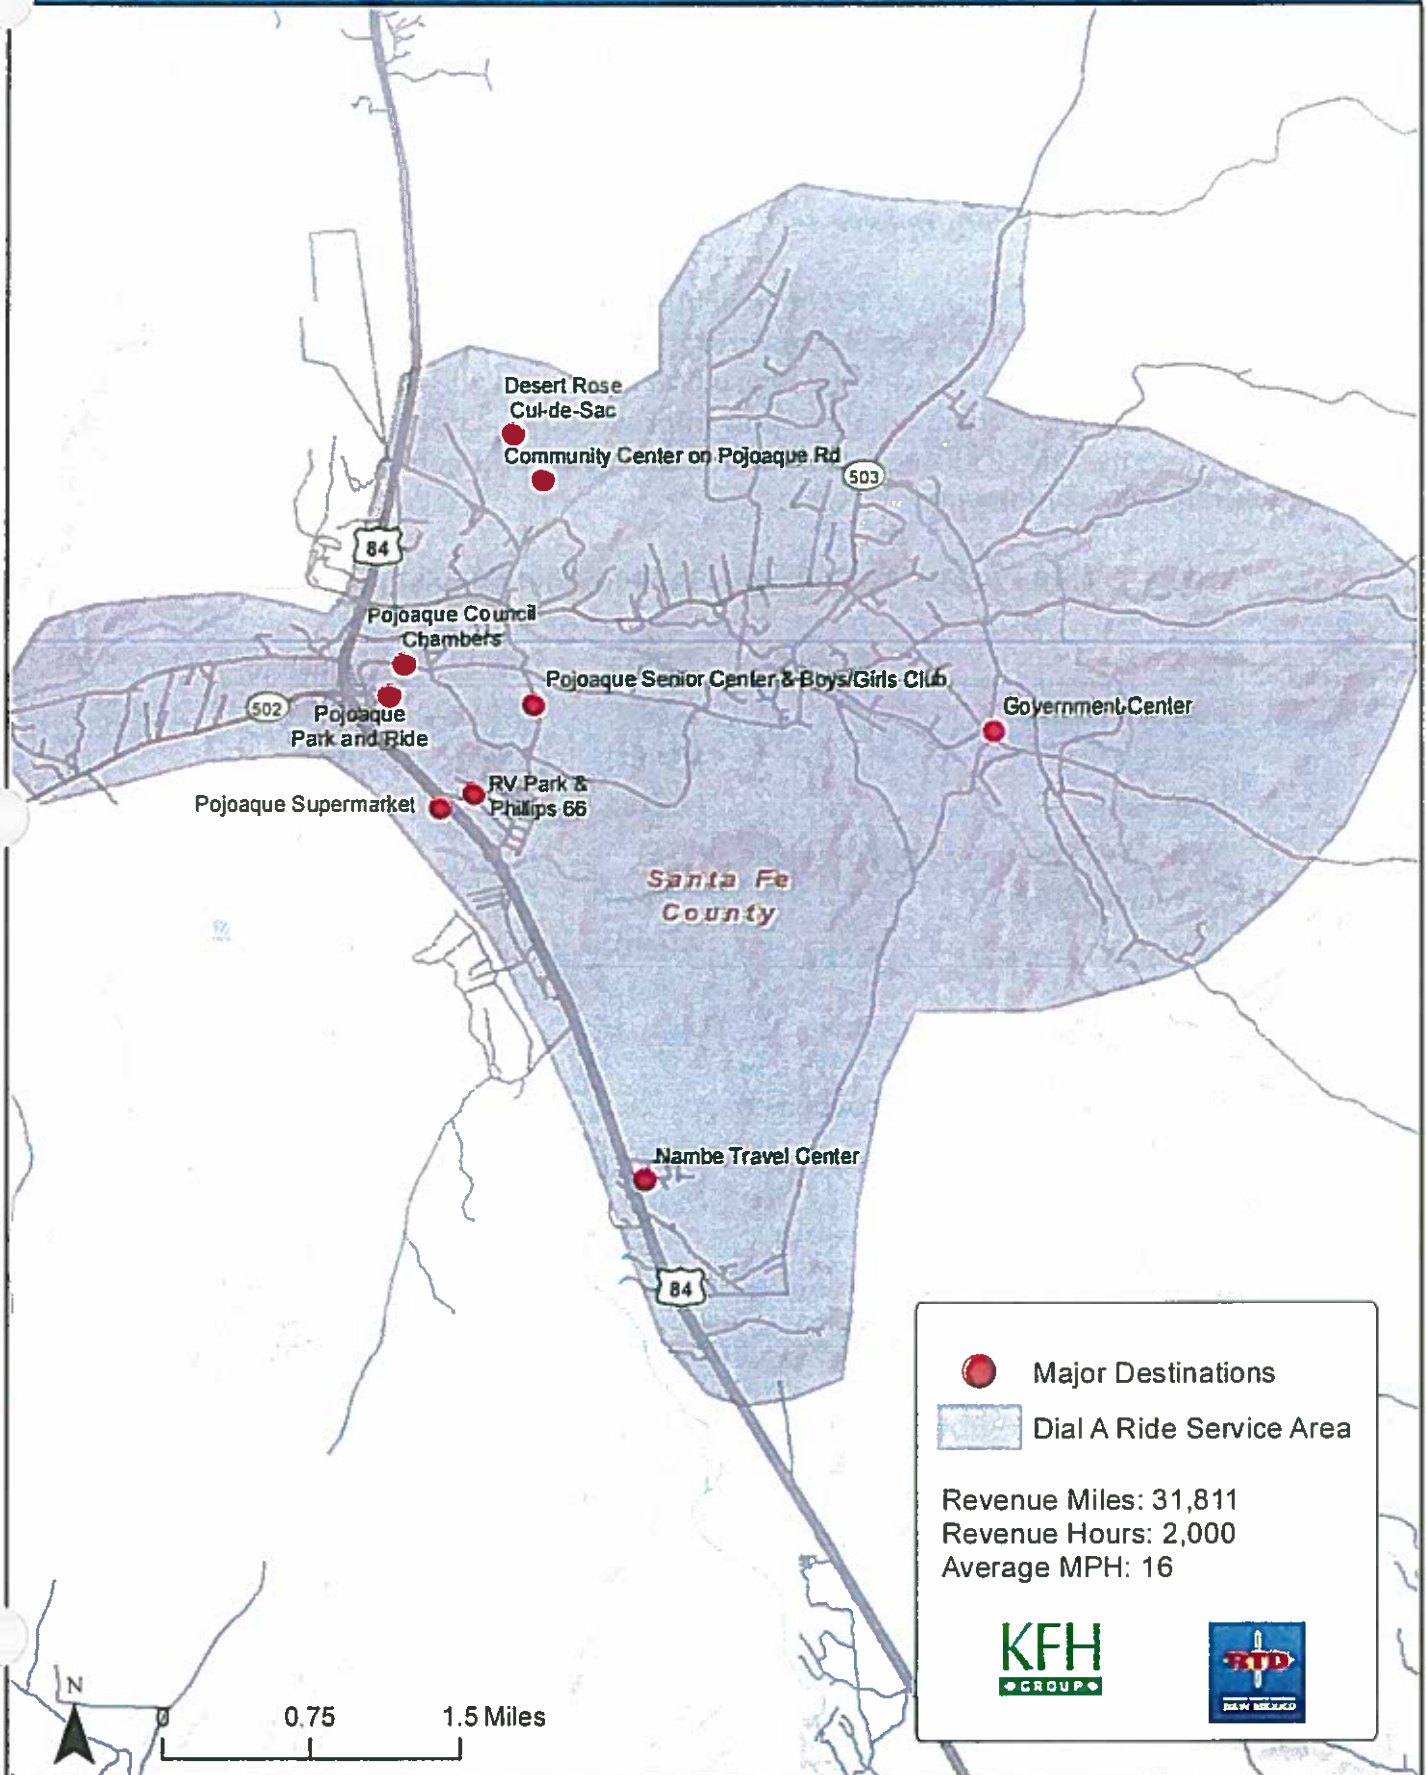 Desert Rose
Cul-de-Sac
Community Center on Pojoaque Rd
503
84
Pojoaque Council
Chambers
Pojoaque Senior Center & Boys/Girls Club
Government Center
502
Pojoaque
Park and Ride
RV Park &
Phillips 66
Pojoaque Supermarket
Santa Fe
County
Nambe Travel Center
84
Major Destinations
Dial A Ride Service Area
Revenue Miles: 31,811
Revenue Hours: 2,000
Average MPH: 16
KFH
GROUP
RTD
NEW MEXICO
N
0 0.75 1.5 Miles